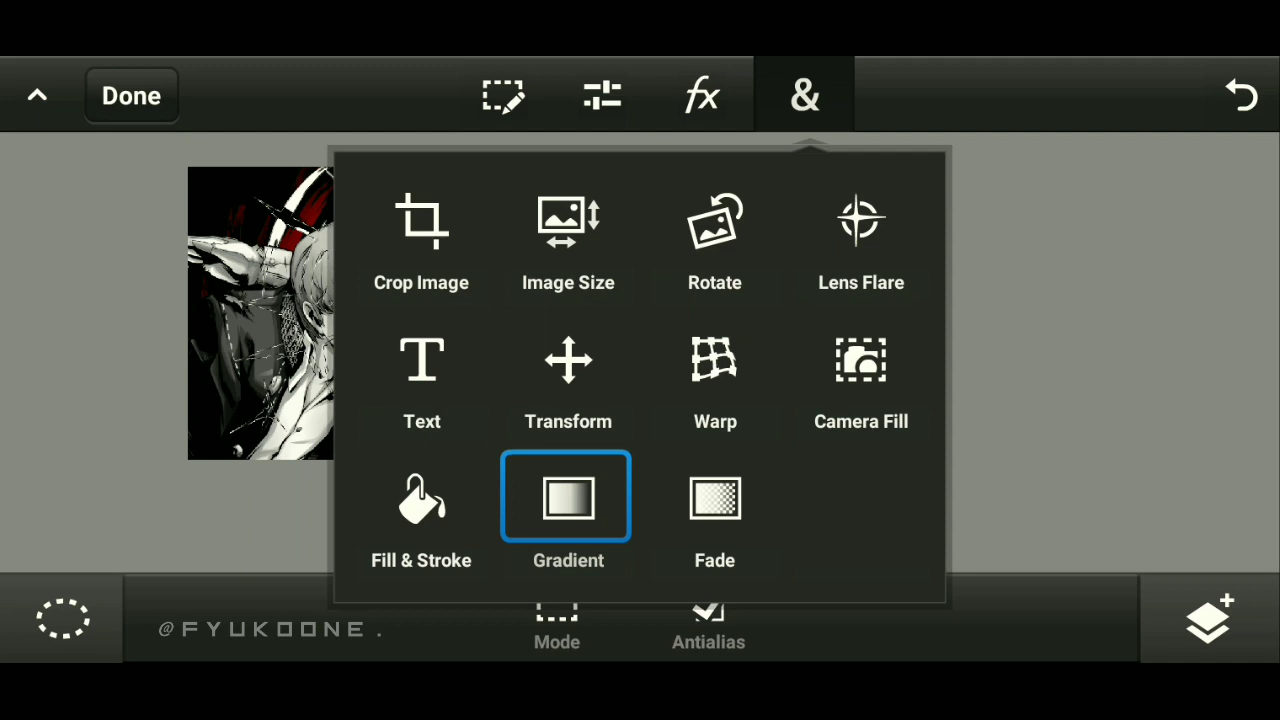 Done fx &
Crop Image Image Size Rotate Lens Flare
T
Text Transform Warp Camera Fill
Fill & Stroke Gradient Fade
@FYUKOONE.
Mode Antialias